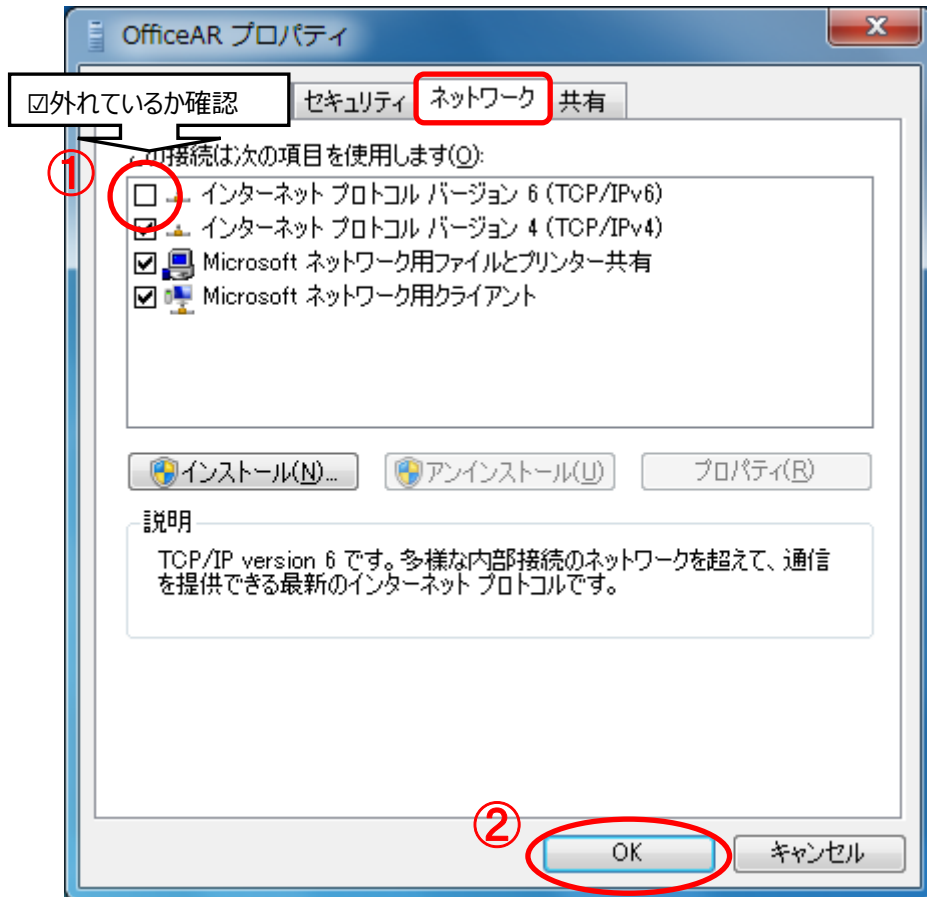 OfficeAR プロパティ
☑外れているか確認
セキュリティ ネットワーク 共有
①
この接続は次の項目を使用します(O):
インターネット プロトコル バージョン 6 (TCP/IPv6)
インターネット プロトコル バージョン 4 (TCP/IPv4)
Microsoft ネットワーク用ファイルとプリンター共有
Microsoft ネットワーク用クライアント
インストール(N)... アンインストール(U) プロパティ(R)
説明
TCP/IP version 6 です。多様な内部接続のネットワークを超えて、通信
を提供できる最新のインターネット プロトコルです。
②
OK キャンセル